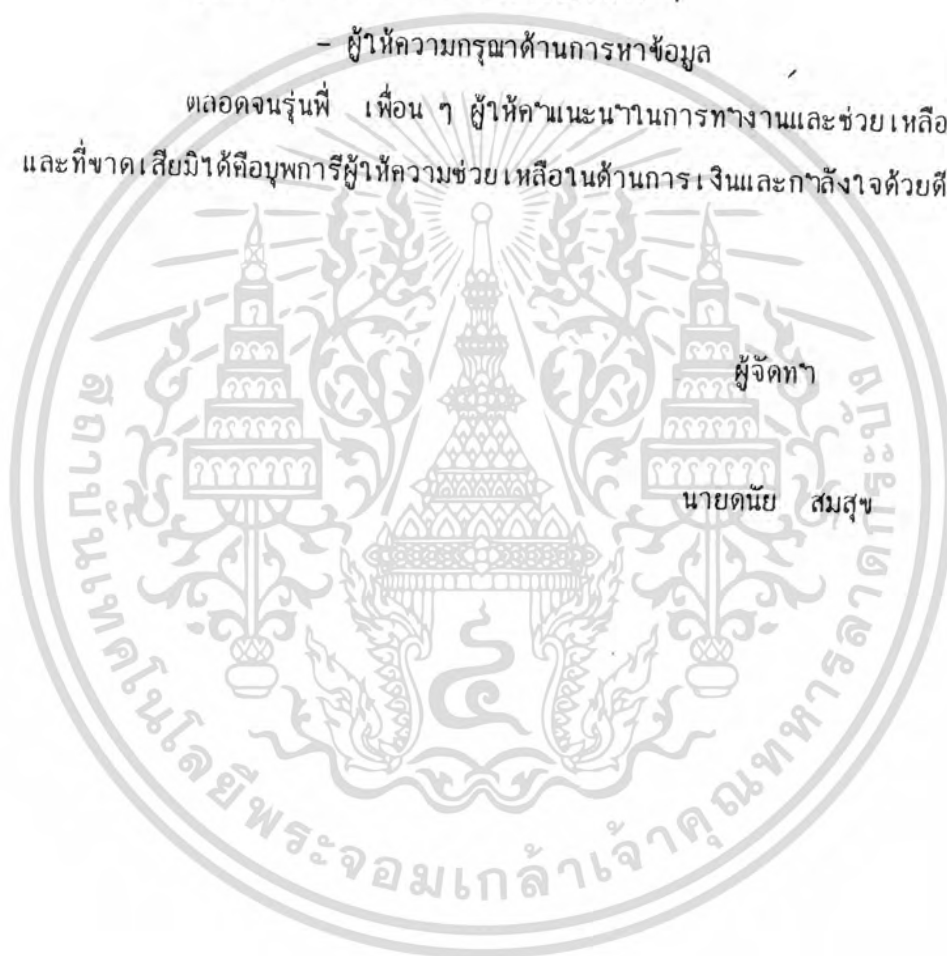 - ผู้ให้ความกรุณาด้านการหาข้อมูล
ตลอดจนรุ่นพี่ เพื่อน ๆ ผู้ให้คำแนะนำในการทำงานและช่วยเหลือ
และที่ขาดเสียมิได้คือบุพการีผู้ให้ความช่วยเหลือในด้านการเงินและกำลังใจด้วยดี
ผู้จัดทำ
นายดนัย สมสุข
สถาบันเทคโนโลยีพระจอมเกล้าเจ้าคุณทหารลาดกระบัง